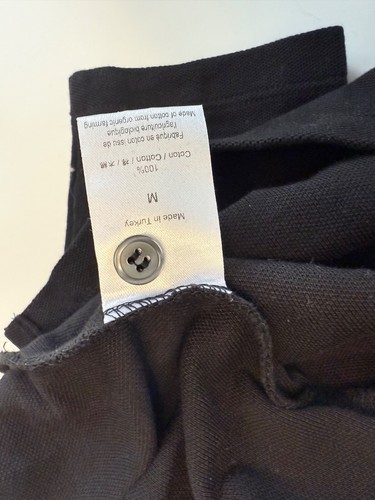 Made in Turkey
M
100%
Coton / Cotton /
Fabriqué en coton issu de
l'agriculture biologique
Made of cotton from organic farming